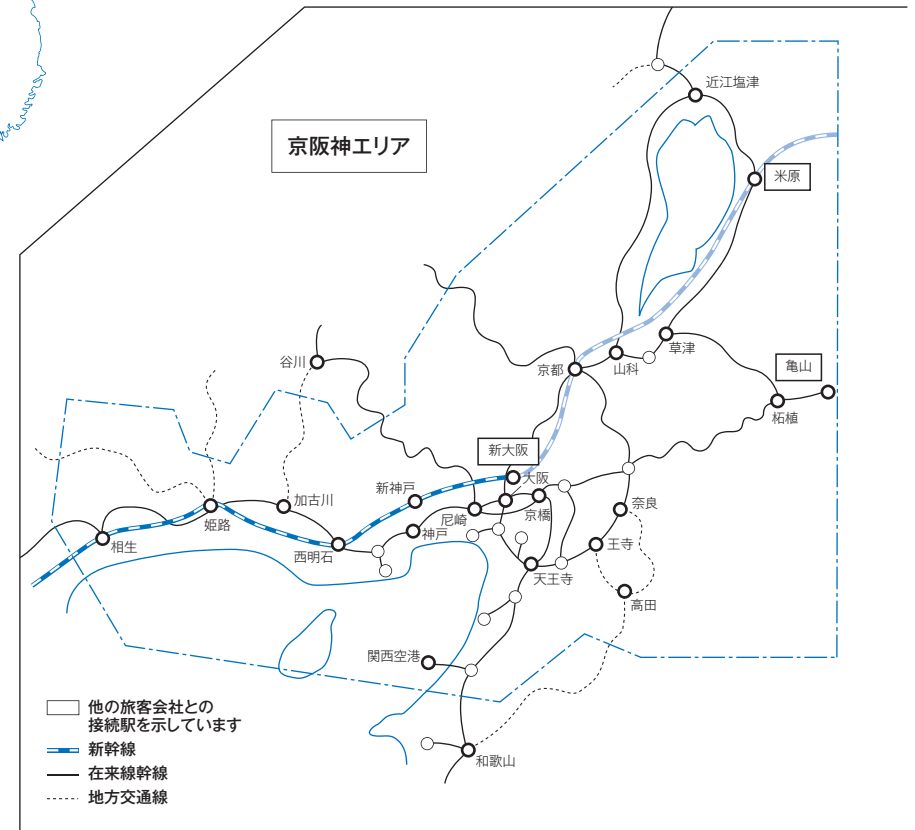 近江塩津
京阪神エリア
米原
草津
谷川
京都
山科
亀山
柘植
新大阪
大阪
新神戸
加古川
尼崎
京橋
奈良
姫路
神戸
相生
西明石
王寺
天王寺
高田
関西空港
和歌山
他の旅客会社との
接続駅を示しています
新幹線
在来線幹線
地方交通線